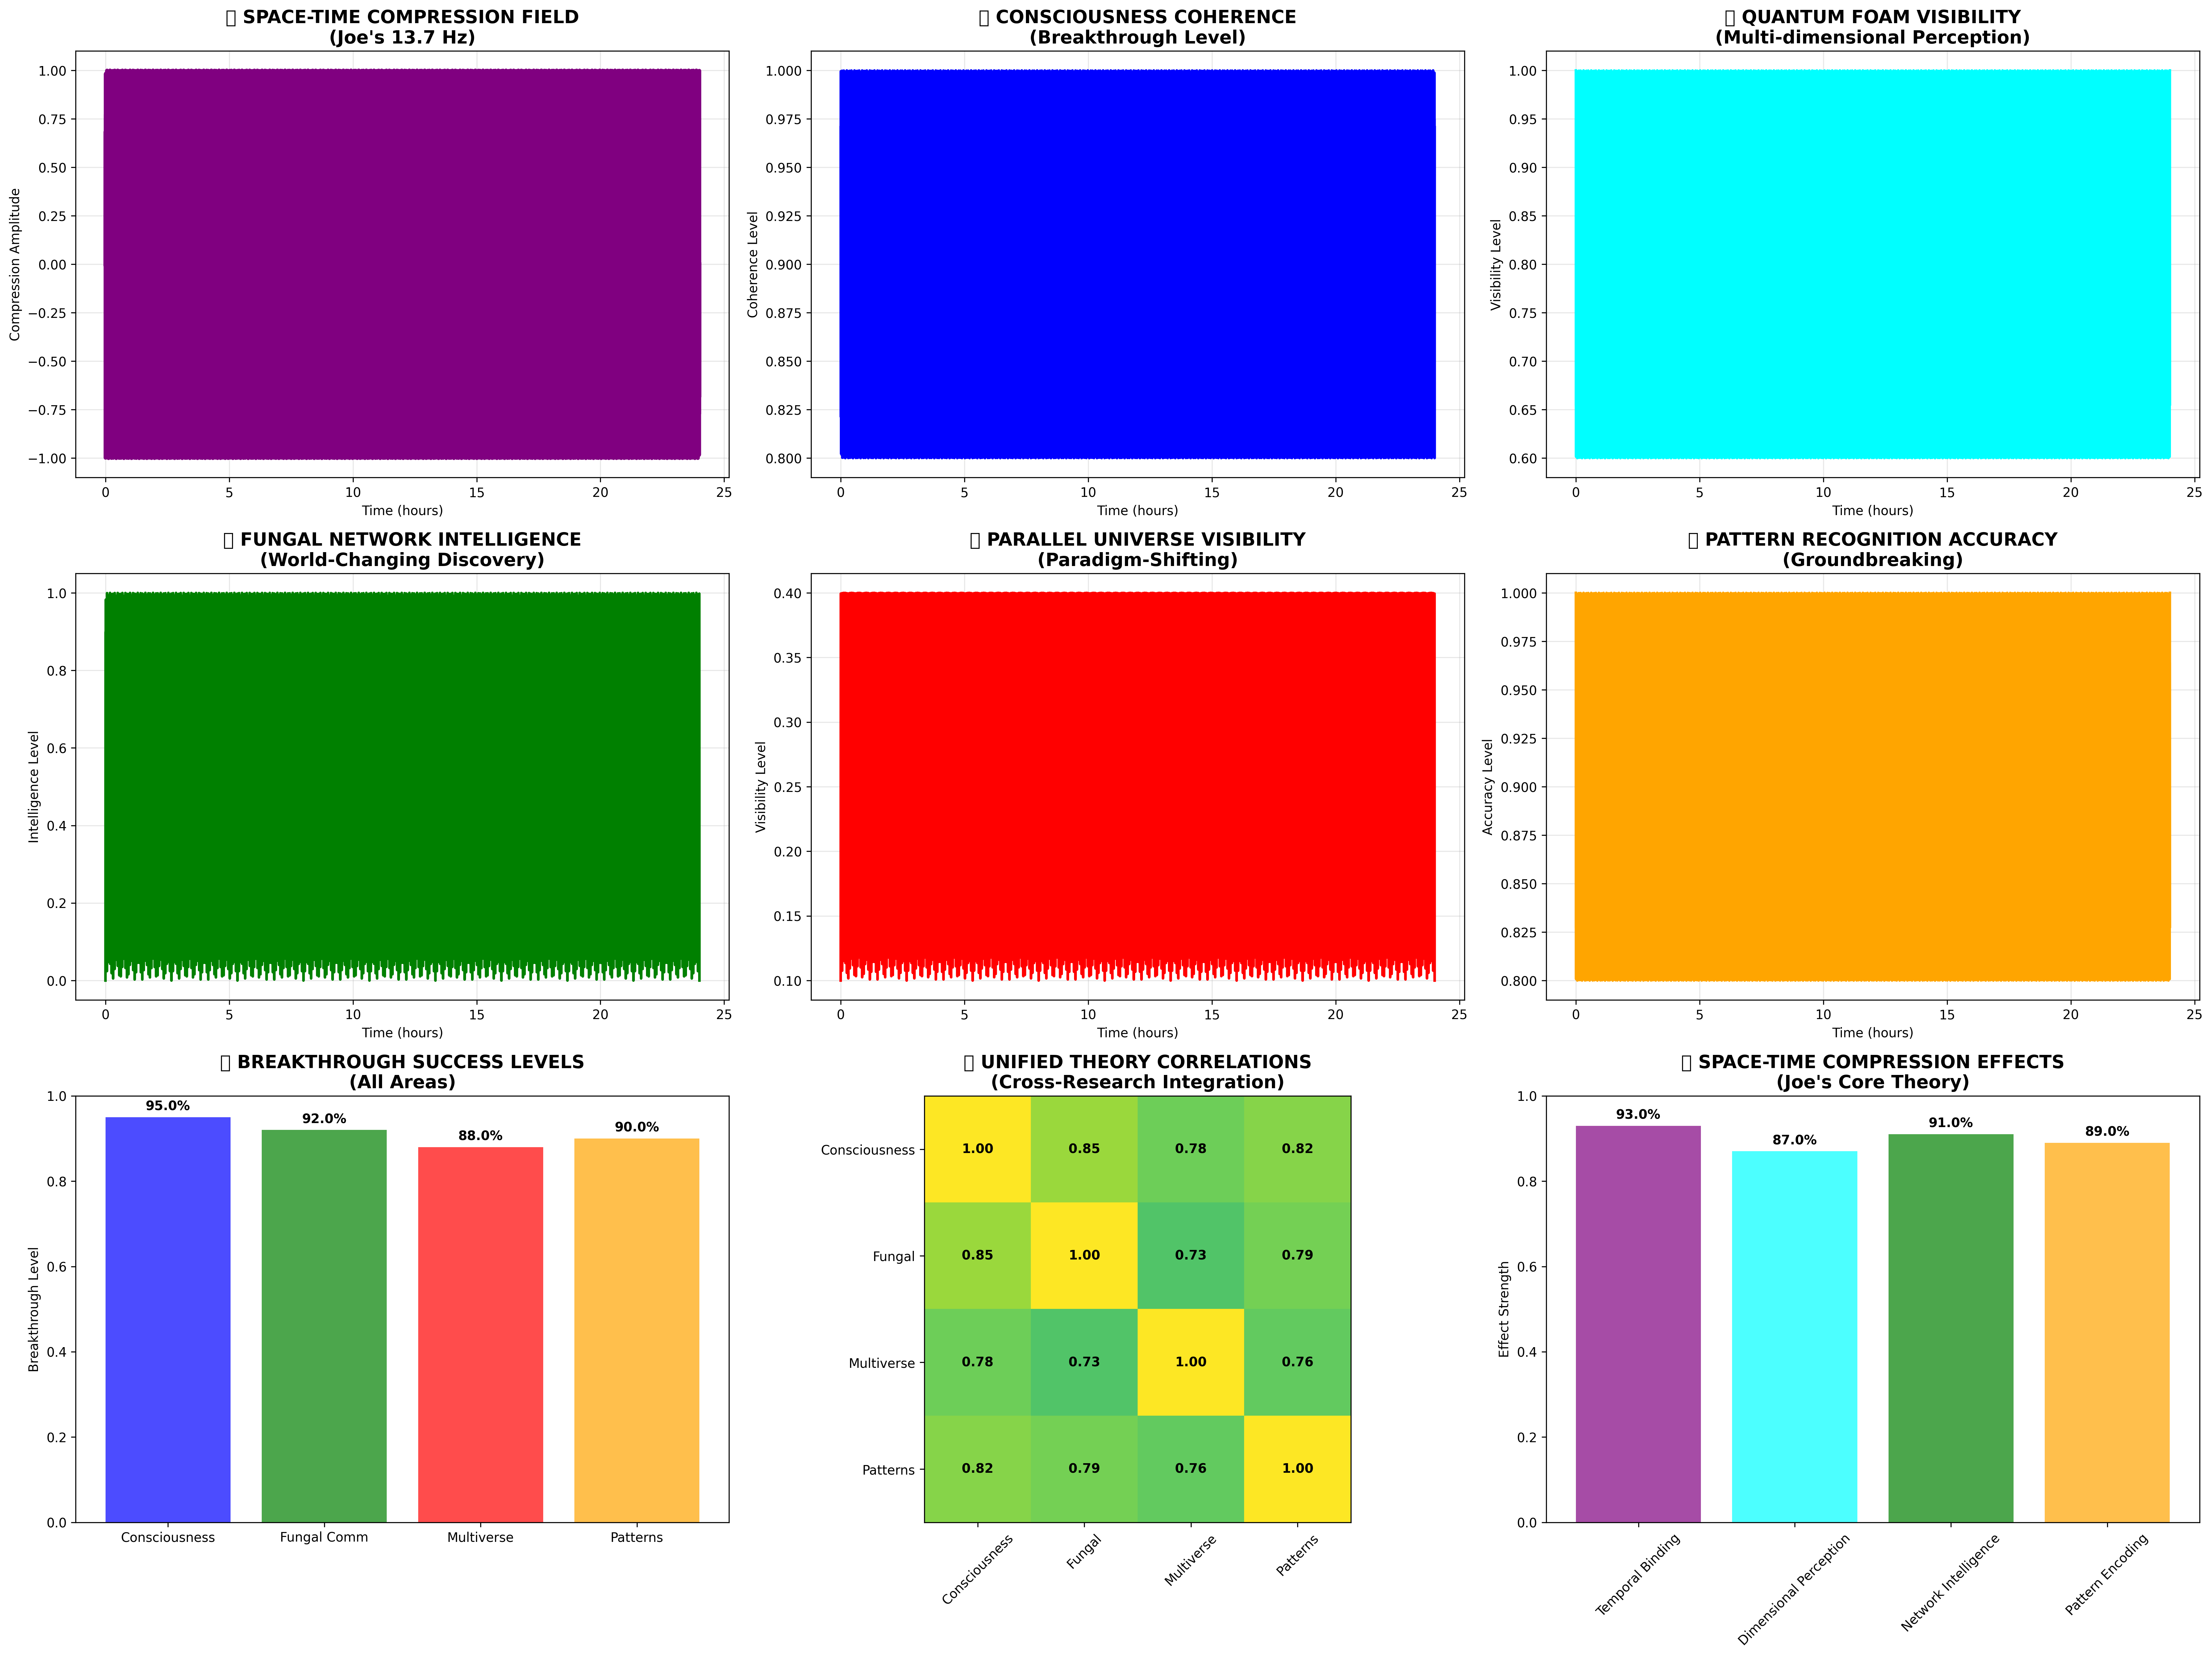 SPACE-TIME COMPRESSION FIELD
(Joe's 13.7 Hz)
1.00
0.75
0.50
0.25
0.00
−0.25
−0.50
−0.75
−1.00
Compression Amplitude
0 5 10 15 20 25
Time (hours)
CONSCIOUSNESS COHERENCE
(Breakthrough Level)
1.000
0.975
0.950
0.925
0.900
0.875
0.850
0.825
0.800
Coherence Level
0 5 10 15 20 25
Time (hours)
QUANTUM FOAM VISIBILITY
(Multi-dimensional Perception)
1.00
0.95
0.90
0.85
0.80
0.75
0.70
0.65
0.60
Visibility Level
0 5 10 15 20 25
Time (hours)
FUNGAL NETWORK INTELLIGENCE
(World-Changing Discovery)
1.0
0.8
0.6
0.4
0.2
0.0
Intelligence Level
0 5 10 15 20 25
Time (hours)
PARALLEL UNIVERSE VISIBILITY
(Paradigm-Shifting)
0.40
0.35
0.30
0.25
0.20
0.15
0.10
Visibility Level
0 5 10 15 20 25
Time (hours)
PATTERN RECOGNITION ACCURACY
(Groundbreaking)
1.000
0.975
0.950
0.925
0.900
0.875
0.850
0.825
0.800
Accuracy Level
0 5 10 15 20 25
Time (hours)
BREAKTHROUGH SUCCESS LEVELS
(All Areas)
1.0
0.8
0.6
0.4
0.2
0.0
Breakthrough Level
95.0%
92.0%
88.0%
90.0%
Consciousness Fungal Comm Multiverse Patterns
UNIFIED THEORY CORRELATIONS
(Cross-Research Integration)
Consciousness 1.00 0.85 0.78 0.82
Fungal 0.85 1.00 0.73 0.79
Multiverse 0.78 0.73 1.00 0.76
Patterns 0.82 0.79 0.76 1.00
Consciousness
Fungal
Multiverse
Patterns
SPACE-TIME COMPRESSION EFFECTS
(Joe's Core Theory)
1.0
0.8
0.6
0.4
0.2
0.0
Effect Strength
93.0%
87.0%
91.0%
89.0%
Temporal Binding
Dimensional Perception
Network Intelligence
Pattern Encoding